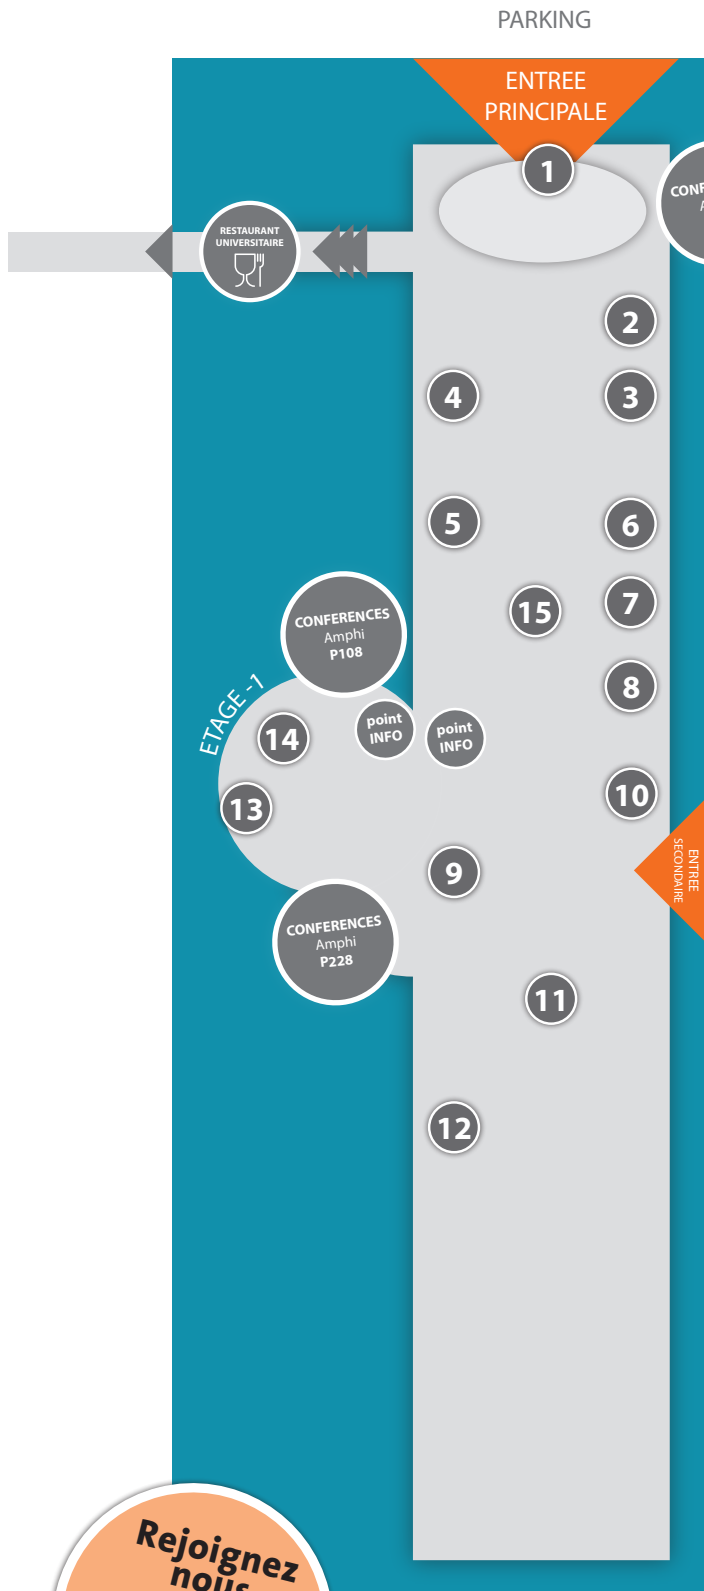 PARKING
ENTREE
PRINCIPALE
1
RESTAURANT
UNIVERSITAIRE
2
4
3
5
6
CONFERENCES
Amphi
P108
15
7
ETAGE -1
8
14
point
INFO
point
INFO
13
10
ENTREE
SECONDAIRE
9
CONFERENCES
Amphi
P228
11
12
Rejoignez
nous